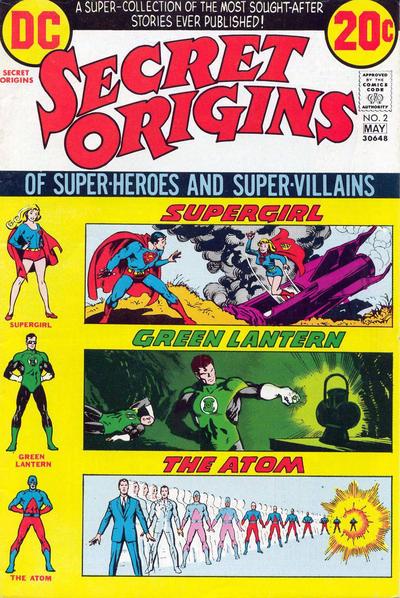 DC
A SUPER-COLLECTION OF THE MOST SOUGHT-AFTER
STORIES EVER PUBLISHED!
20¢
SECRET
ORIGINS
SECRET
ORIGINS
APPROVED
BY THE
COMICS
CODE
AUTHORITY
NO. 2
MAY
30648
OF SUPER-HEROES AND SUPER-VILLAINS
SUPERGIRL
SUPERGIRL
GREEN LANTERN
GREEN
LANTERN
THE ATOM
THE ATOM